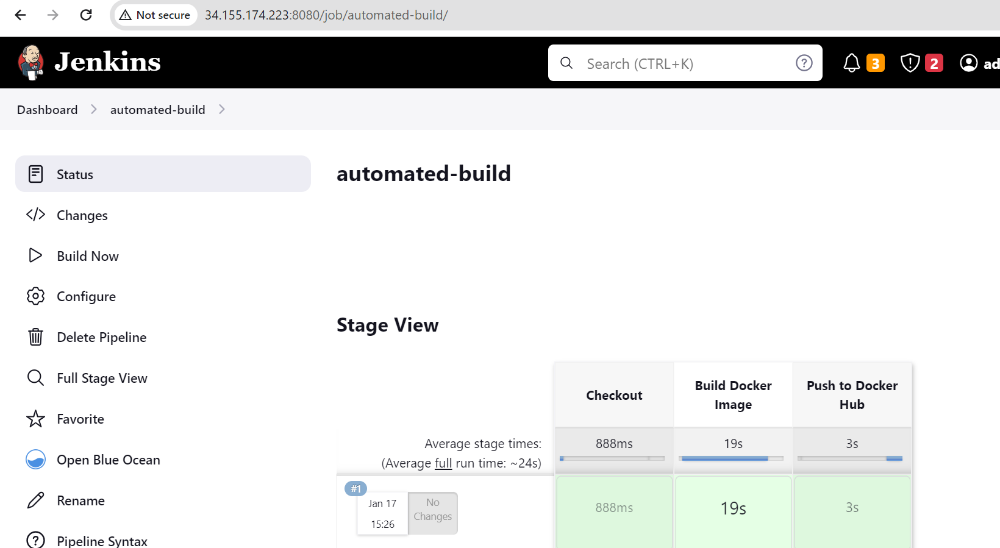 Not secure 34.155.174.223:8080/job/automated-build/
Jenkins
Search (CTRL+K)
3
2
ad
Dashboard
automated-build
Status
Changes
Build Now
Configure
Delete Pipeline
Full Stage View
Favorite
Open Blue Ocean
Rename
Pipeline Syntax
automated-build
Stage View
Checkout
Build Docker
Image
Push to Docker
Hub
Average stage times:
(Average full run time: ~24s)
888ms
19s
3s
#1
Jan 17
15:26
No
Changes
888ms
19s
3s